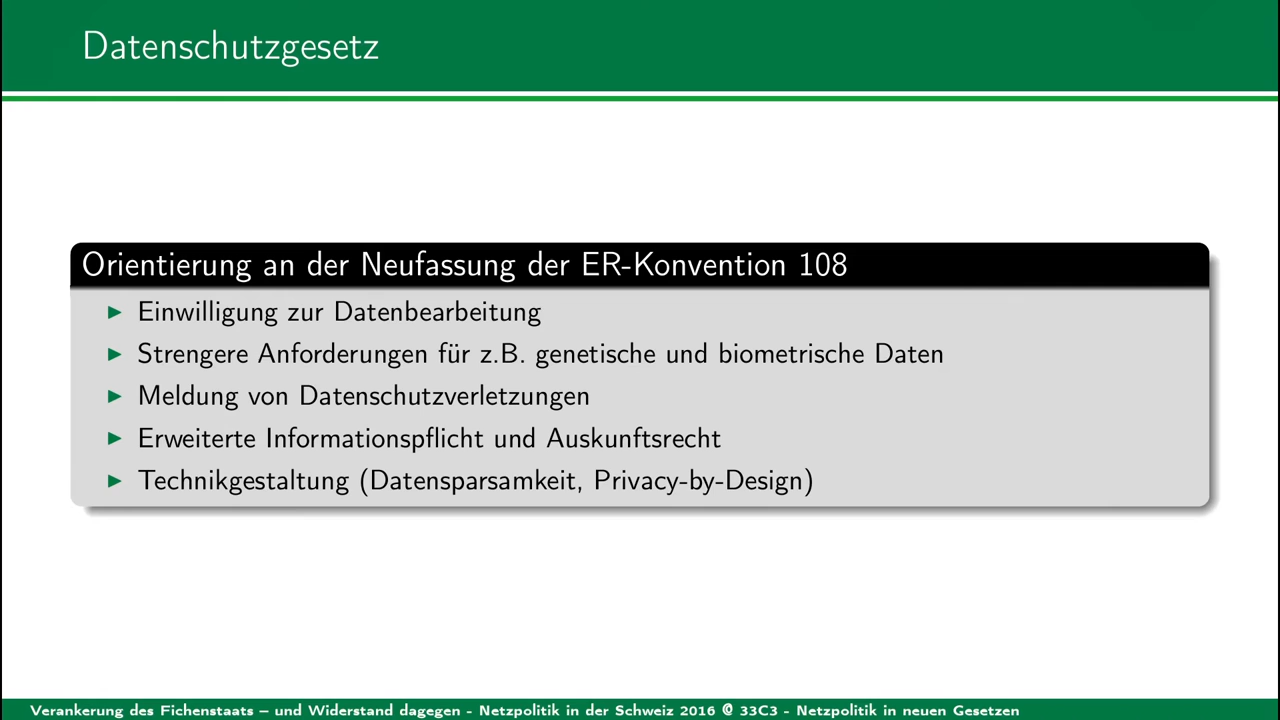 Datenschutzgesetz
Orientierung an der Neufassung der ER-Konvention 108
Einwilligung zur Datenbearbeitung
Strengere Anforderungen für z.B. genetische und biometrische Daten
Meldung von Datenschutzverletzungen
Erweiterte Informationspflicht und Auskunftsrecht
Technikgestaltung (Datensparsamkeit, Privacy-by-Design)
Verankerung des Fichenstaats – und Widerstand dagegen - Netzpolitik in der Schweiz 2016 @ 33C3 - Netzpolitik in neuen Gesetzen